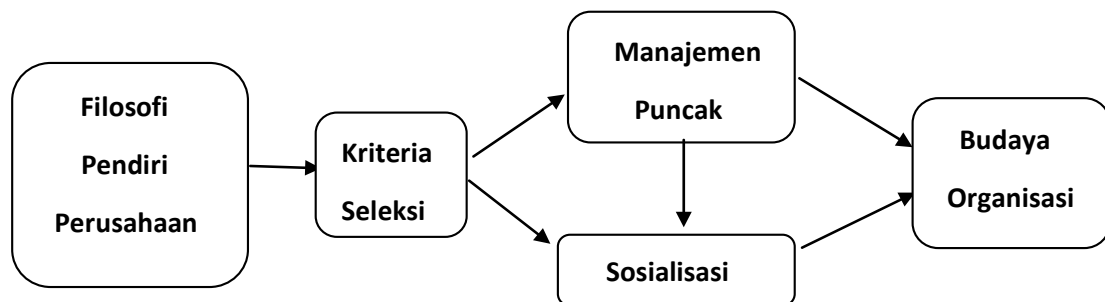 Filosofi
Pendiri
Perusahaan
Kriteria
Seleksi
Manajemen
Puncak
Sosialisasi
Budaya
Organisasi